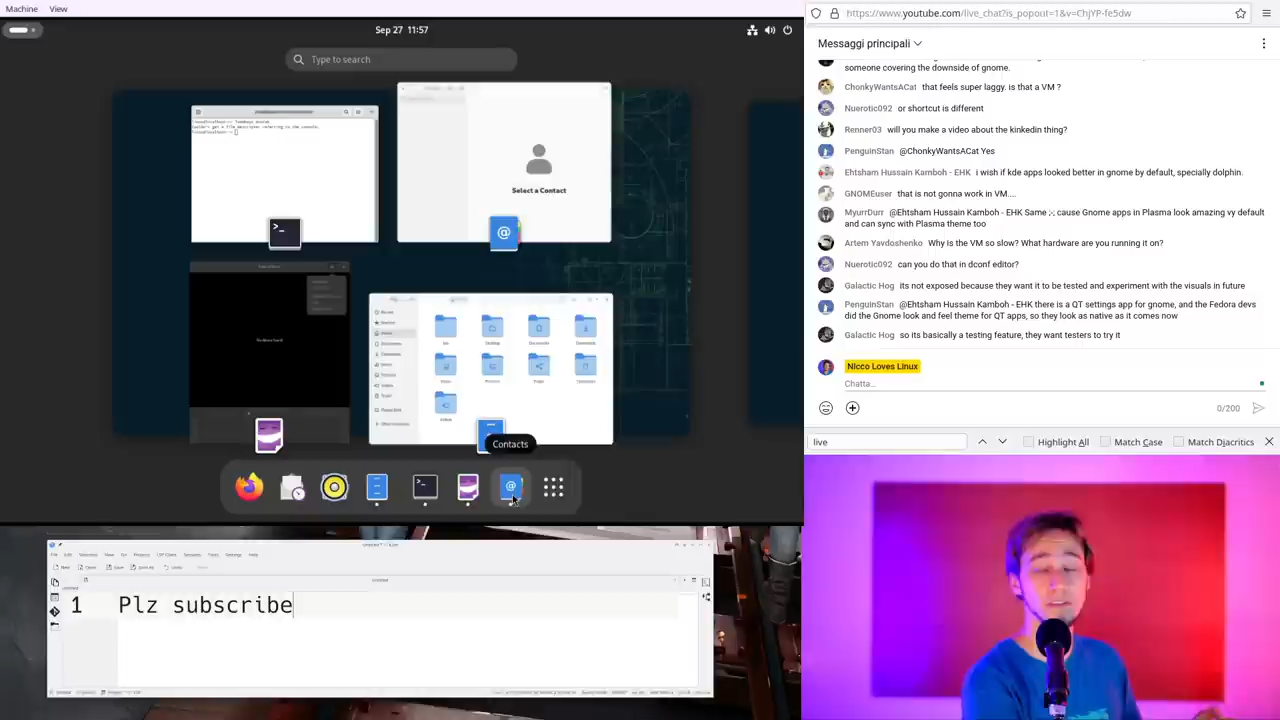 Machine View
Sep 27 11:57
Type to search
Select a Contact
Contacts
1 Plz subscribe
https://www.youtube.com/live_chat?is_popout=1&v=ChjYP-fe5dw
Messaggi principali
someone covering the downside of gnome.
ChonkyWantsACat that feels super laggy. is that a VM ?
Nuerotic092 or shortcut is different
Renner03 will you make a video about the kinkedin thing?
PenguinStan @ChonkyWantsACat Yes
Ehtsham Hussain Kamboh - EHK i wish if kde apps looked better in gnome by default, specially dolphin.
GNOMEuser that is not gonna work in VM....
MyurrDurr @Ehtsham Hussain Kamboh - EHK Same ;-; cause Gnome apps in Plasma look amazing vy default
and can sync with Plasma theme too
Artem Yavdoshenko Why is the VM so slow? What hardware are you running it on?
Nuerotic092 can you do that in dconf editor?
Galactic Hog its not exposed because they want it to be tested and experiment with the visuals in future
PenguinStan @Ehtsham Hussain Kamboh - EHK there is a QT settings app for gnome, and the Fedora devs
did the Gnome look and feel theme for QT apps, so they look as native as it comes now
Galactic Hog so its basically a testing feature, they want testers to try it
Nicco Loves Linux
Chatta...
0/200
live
Highlight All Match Case Match Diacritics